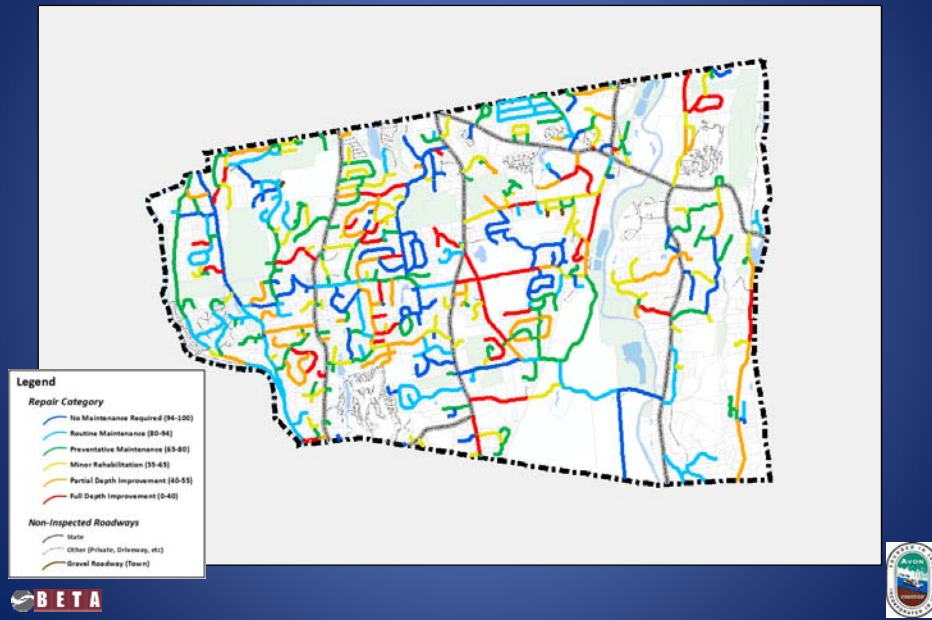 Legend
Repair Category
No Maintenance Required (94-100)
Routine Maintenance (80-94)
Preventative Maintenance (65-80)
Minor Rehabilitation (55-65)
Partial Depth Improvement (40-55)
Full Depth Improvement (0-40)
Non-Inspected Roadways
State
Other (Private, Driveway, etc)
Gravel Roadway (Town)
BETA
AVON